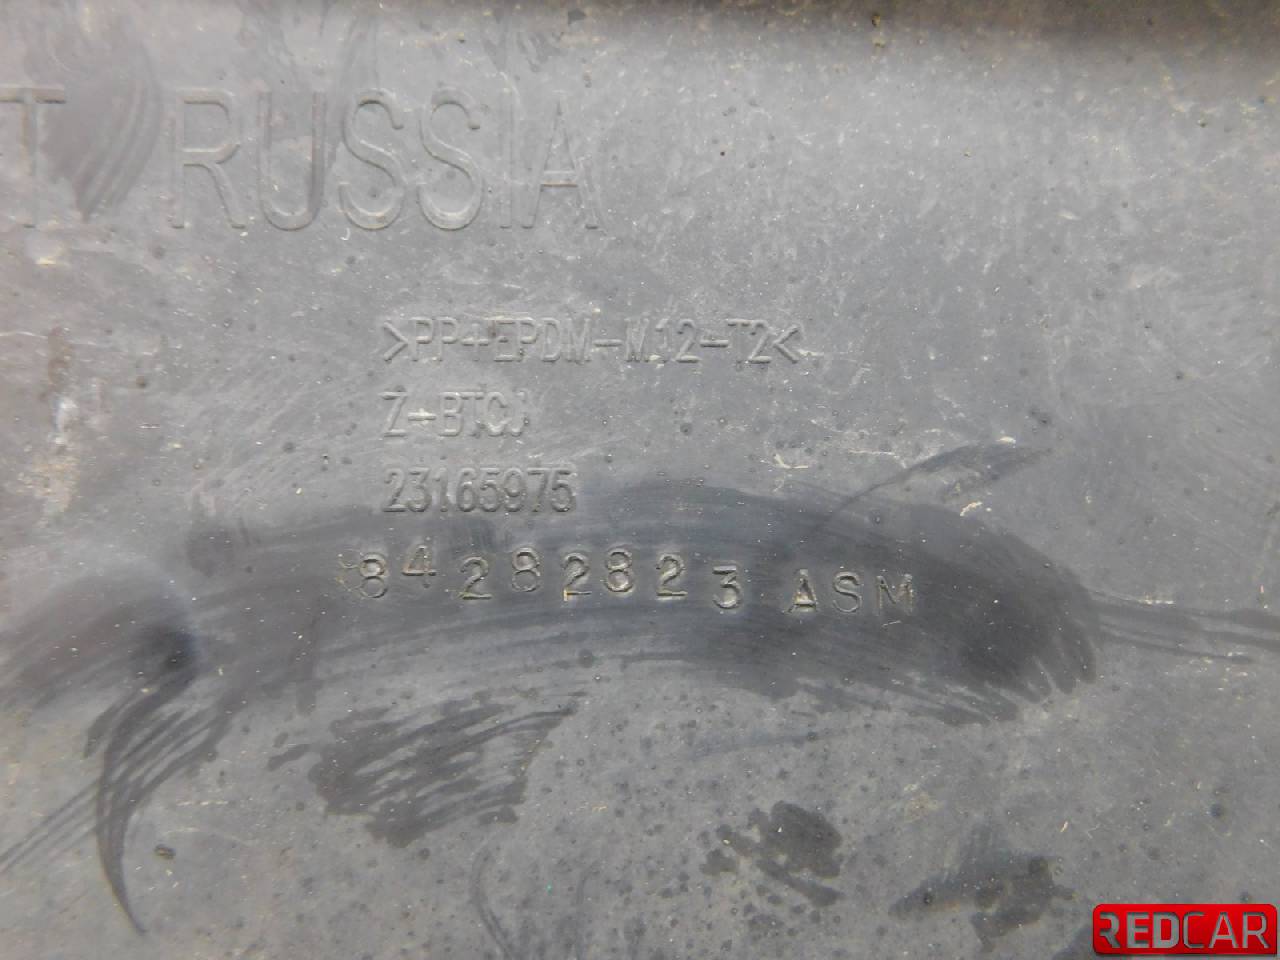 RUSSIA
>PP+EPDM-M12-T2<
Z-BTCJ
23165975
84282823 ASM
REDCAR